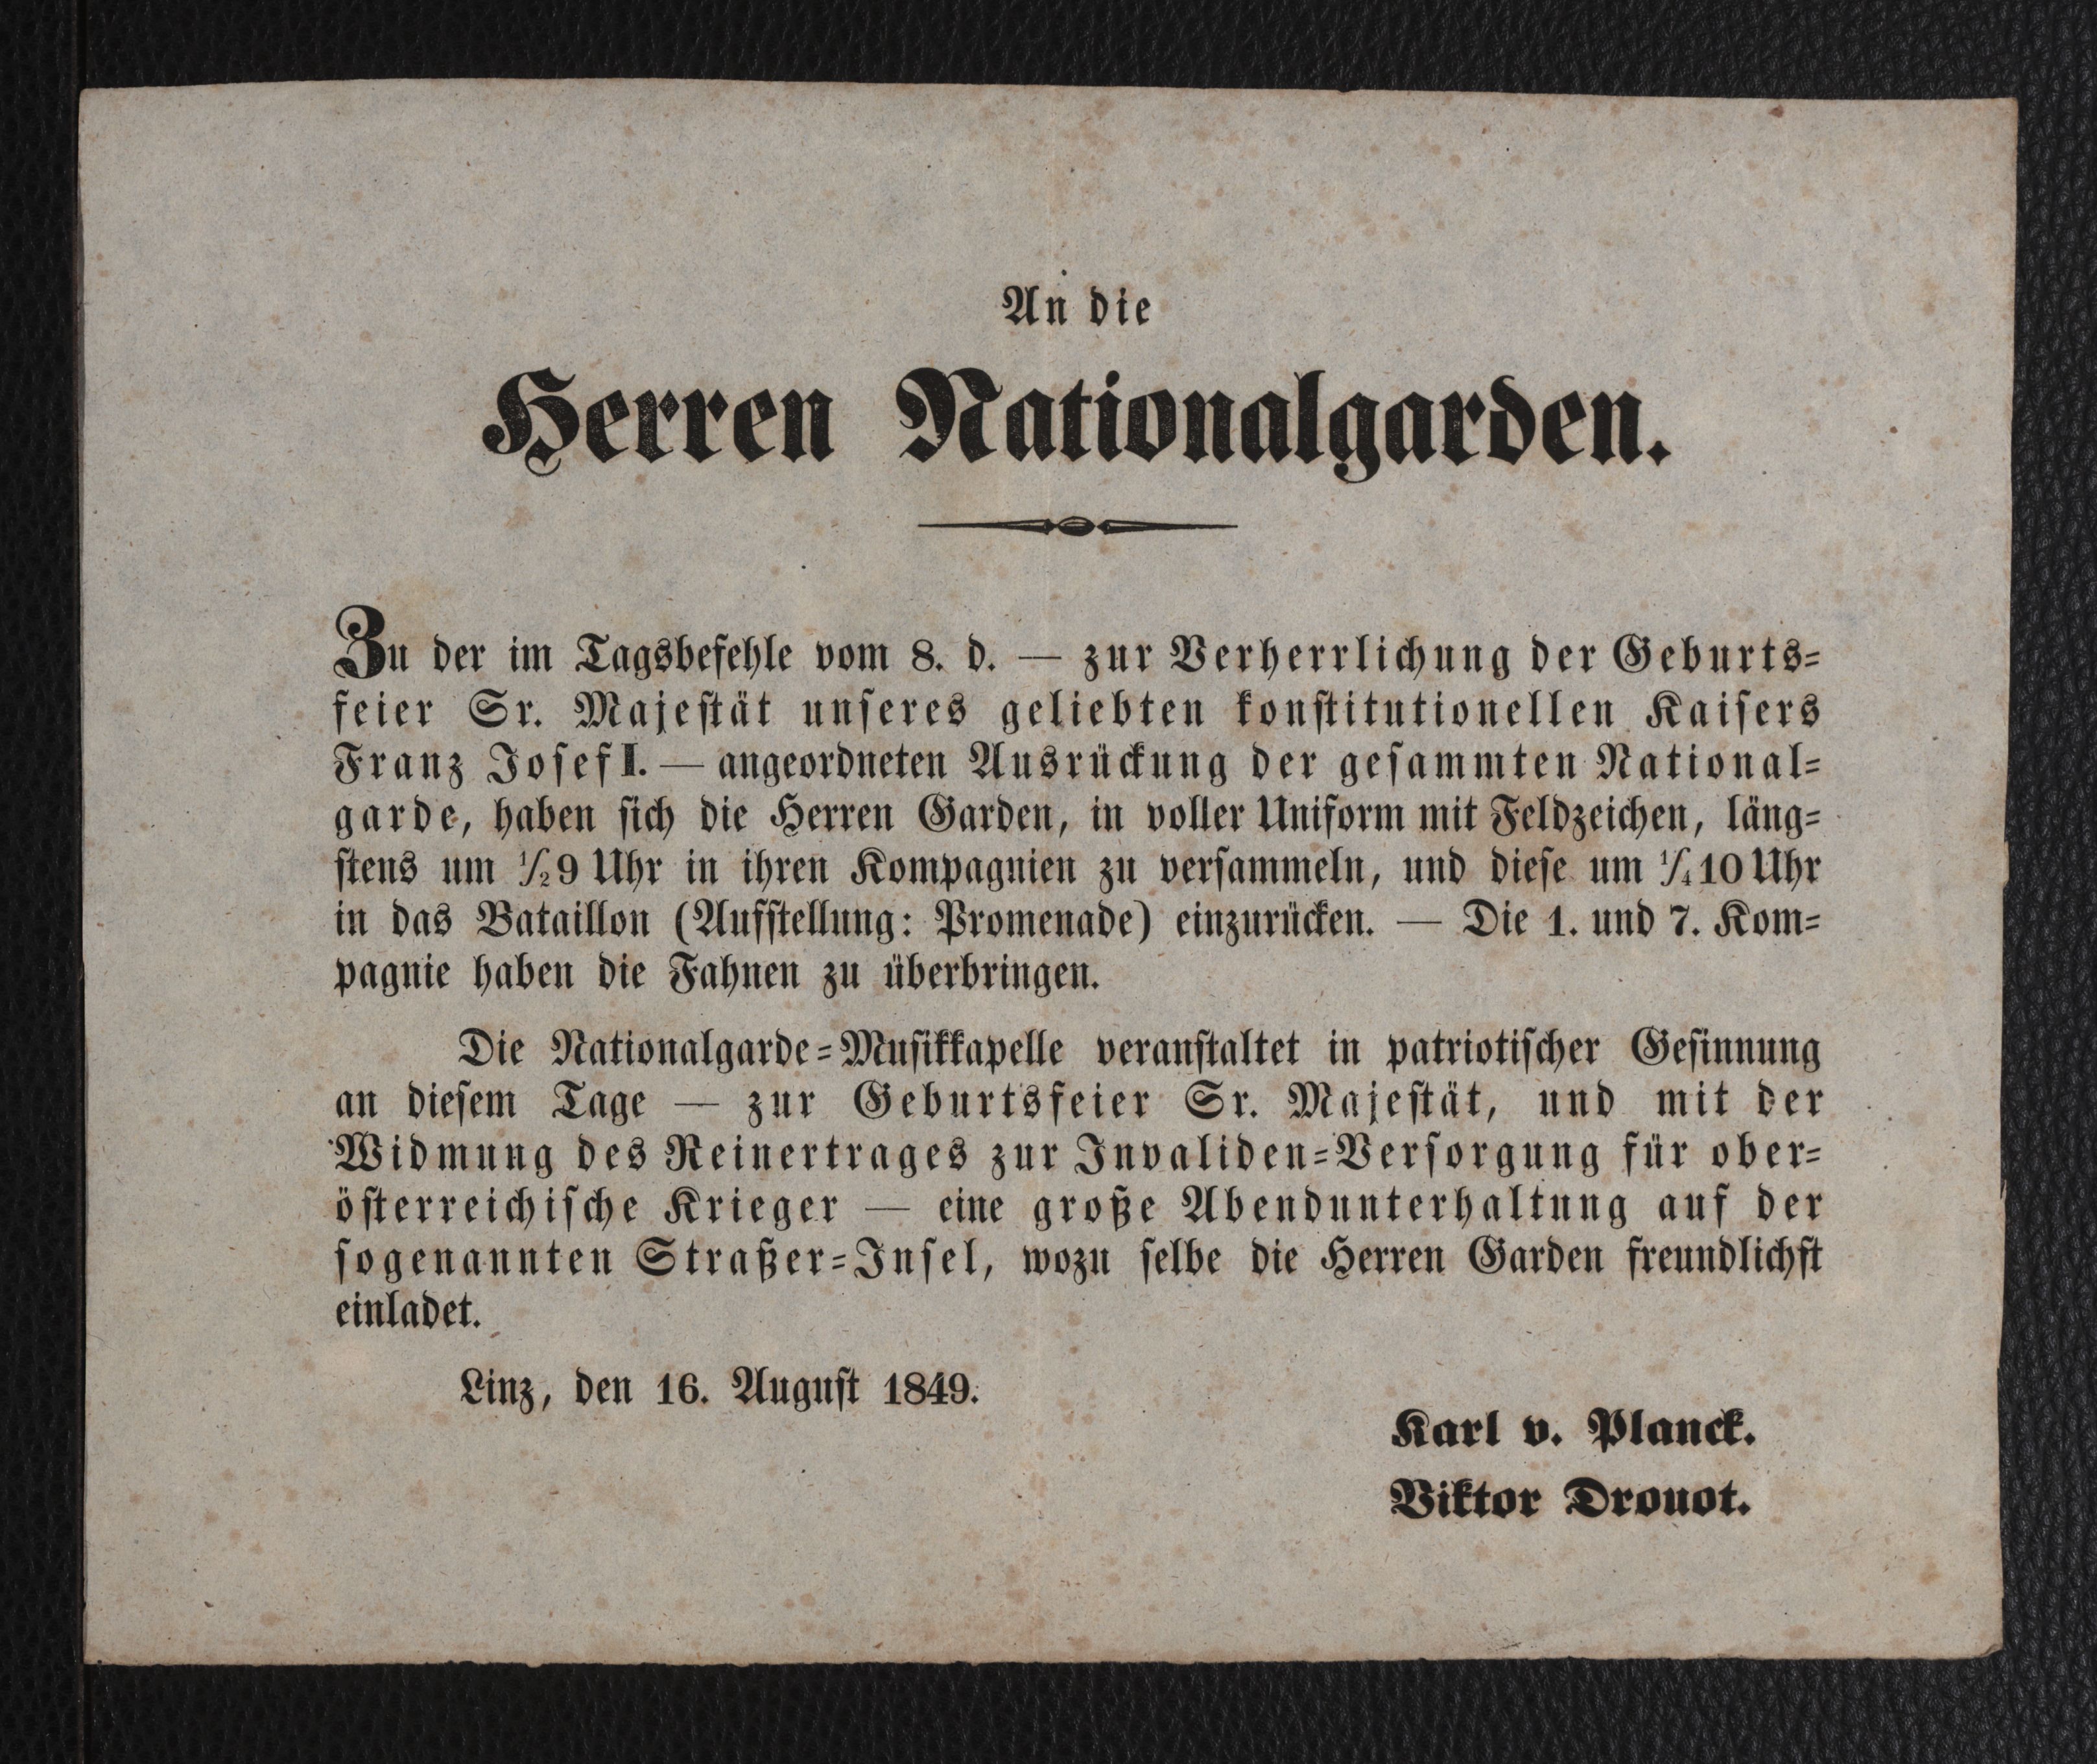 An die
Herren Nationalgarden.
Zu der im Tagsbefehle vom 8. d. — zur Verherrlichung der Geburts-
feier Sr. Majestät unseres geliebten konstitutionellen Kaisers
Franz Josef I. — angeordneten Ausrückung der gesammten National-
garde, haben sich die Herren Garden, in voller Uniform mit Feldzeichen, läng-
stens um 1/2 9 Uhr in ihren Kompagnien zu versammeln, und diese um 1/4 10 Uhr
in das Bataillon (Aufstellung: Promenade) einzurücken. — Die 1. und 7. Kom-
pagnie haben die Fahnen zu überbringen.
Die Nationalgarde-Musikkapelle veranstaltet in patriotischer Gesinnung
an diesem Tage — zur Geburtsfeier Sr. Majestät, und mit der
Widmung des Reinertrages zur Invaliden-Versorgung für ober-
österreichische Krieger — eine große Abendunterhaltung auf der
sogenannten Straßer-Insel, wozu selbe die Herren Garden freundlichst
einladet.
Linz, den 16. August 1849.
Karl v. Planck.
Viktor Drouot.